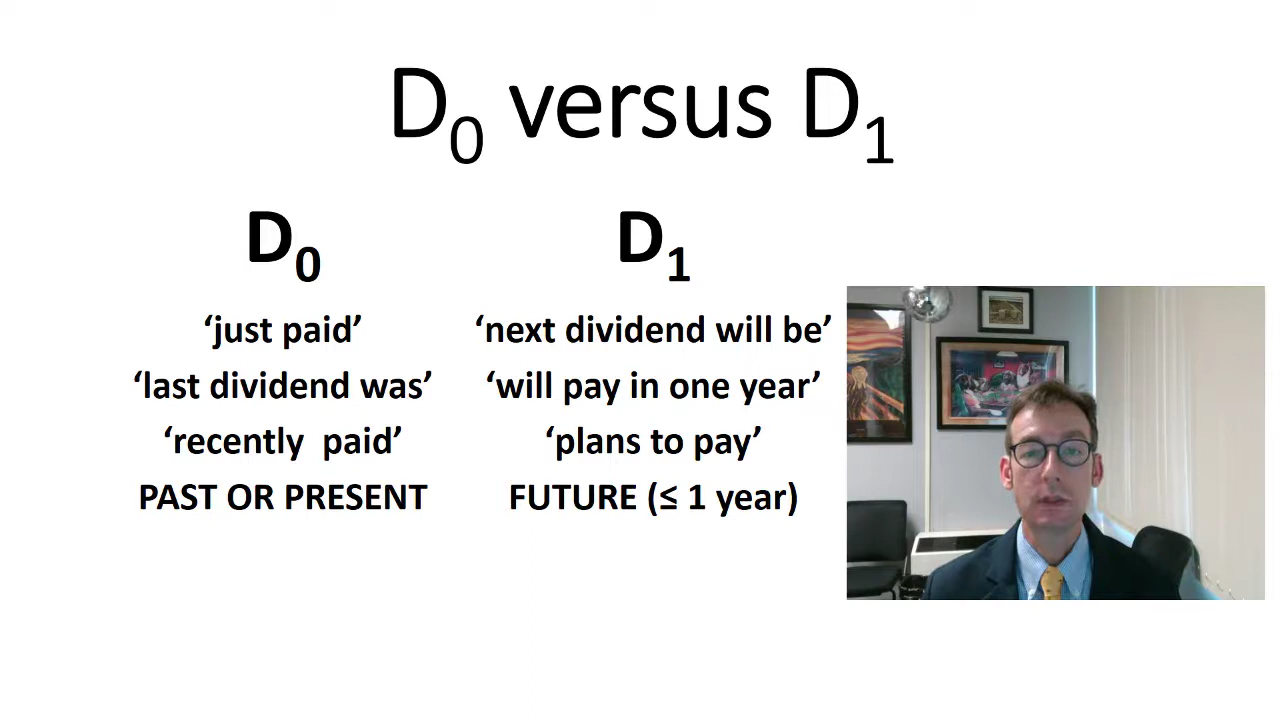 D₀ versus D₁
D₀
‘just paid’
‘last dividend was’
‘recently  paid’
PAST OR PRESENT
D₁
‘next dividend will be’
‘will pay in one year’
‘plans to pay’
FUTURE (≤ 1 year)